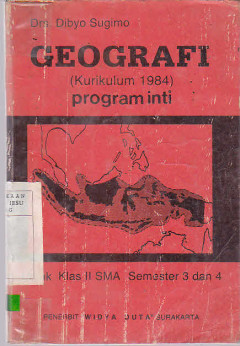 Drs. Dibyo Sugimo
GEOGRAFI
(Kurikulum 1984)
program inti
Klas II SMA Semester 3 dan 4
PENERBIT WIDYA DUTA SURAKARTA